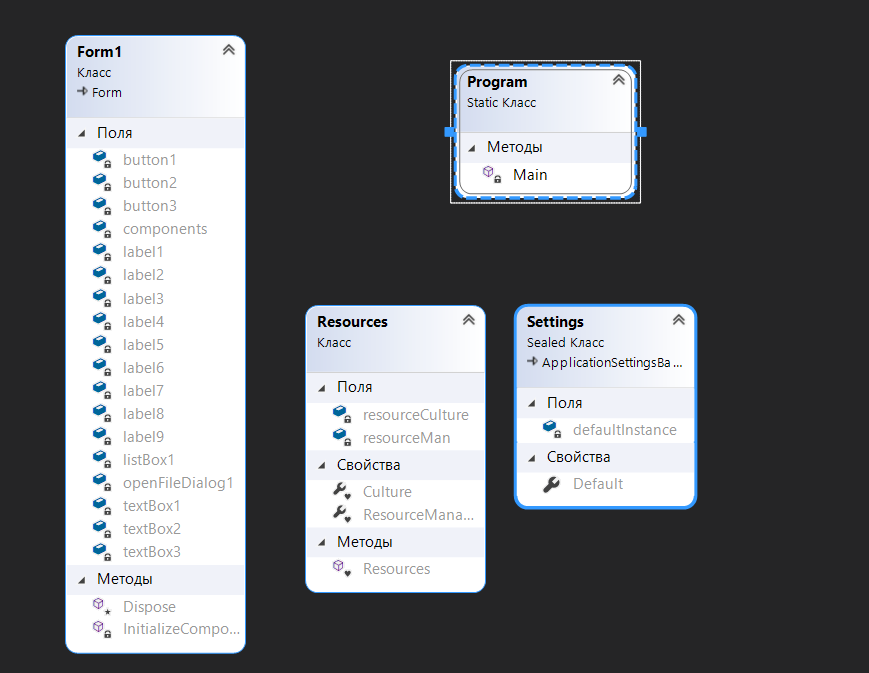 Form1
Класс
Form
Поля
button1
button2
button3
components
label1
label2
label3
label4
label5
label6
label7
label8
label9
listBox1
openFileDialog1
textBox1
textBox2
textBox3
Методы
Dispose
InitializeCompo...
Program
Static Класс
Методы
Main
Resources
Класс
Поля
resourceCulture
resourceMan
Свойства
Culture
ResourceMana...
Методы
Resources
Settings
Sealed Класс
ApplicationSettingsBa...
Поля
defaultInstance
Свойства
Default